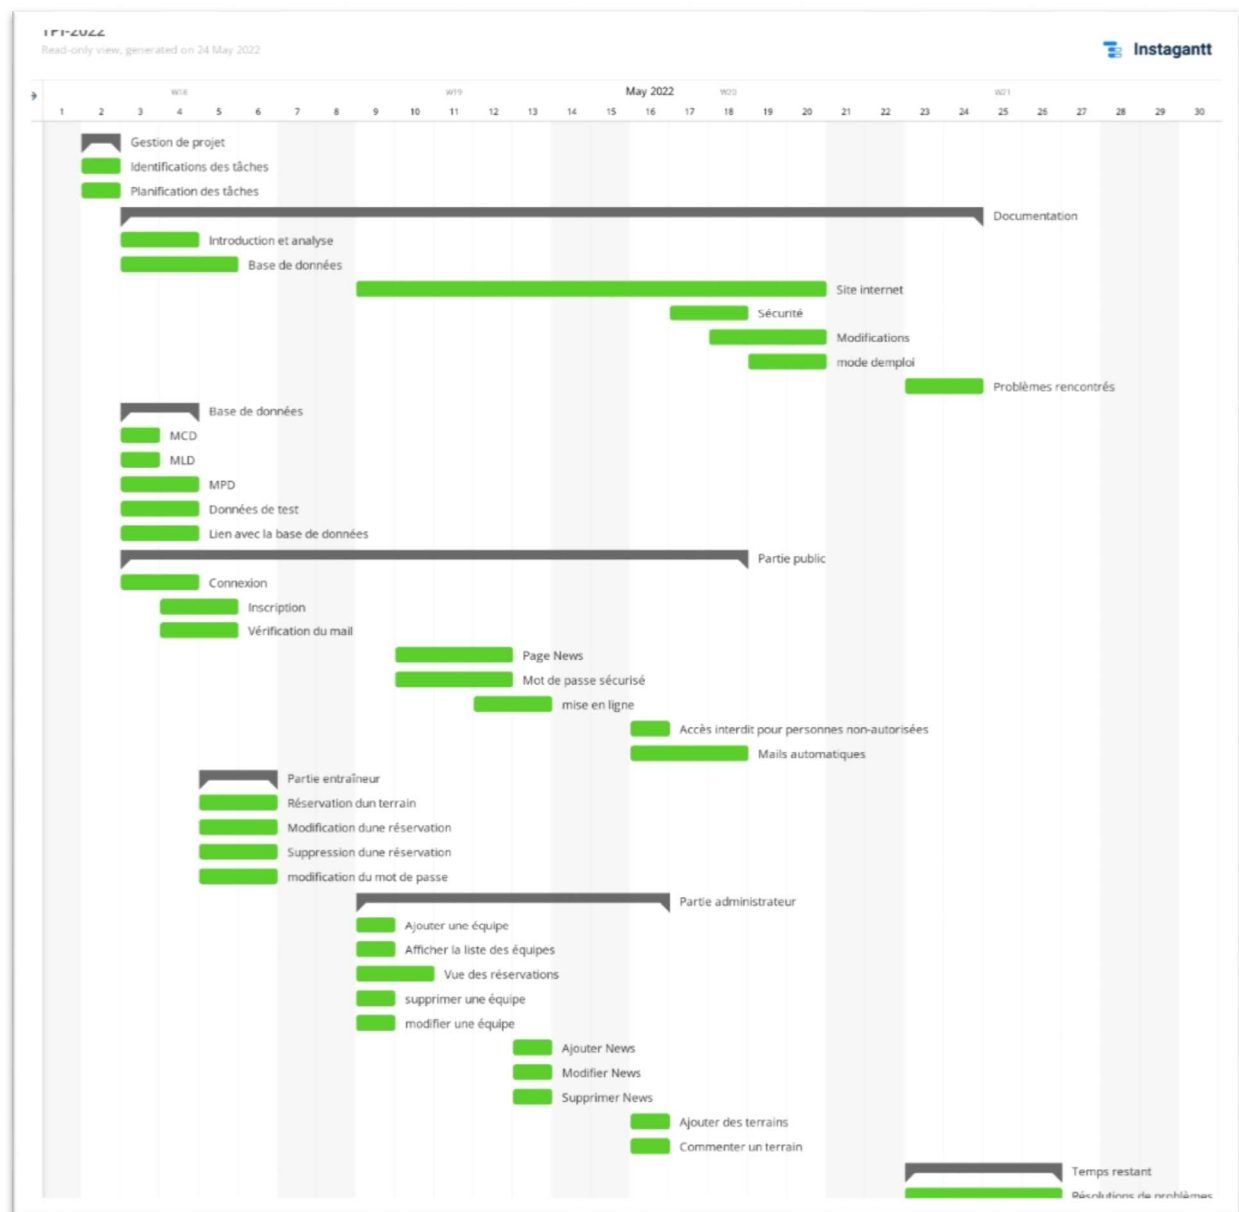 TPI-2022
Read-only view, generated on 24 May 2022
Instagantt
W18 W19 May 2022 W20 W21
1 2 3 4 5 6 7 8 9 10 11 12 13 14 15 16 17 18 19 20 21 22 23 24 25 26 27 28 29 30
Gestion de projet
Identifications des tâches
Planification des tâches
Documentation
Introduction et analyse
Base de données
Site internet
Sécurité
Modifications
mode demploi
Problèmes rencontrés
Base de données
MCD
MLD
MPD
Données de test
Lien avec la base de données
Partie public
Connexion
Inscription
Vérification du mail
Page News
Mot de passe sécurisé
mise en ligne
Accès interdit pour personnes non-autorisées
Mails automatiques
Partie entraîneur
Réservation dun terrain
Modification dune réservation
Suppression dune réservation
modification du mot de passe
Partie administrateur
Ajouter une équipe
Afficher la liste des équipes
Vue des réservations
supprimer une équipe
modifier une équipe
Ajouter News
Modifier News
Supprimer News
Ajouter des terrains
Commenter un terrain
Temps restant
Résolutions de problèmes